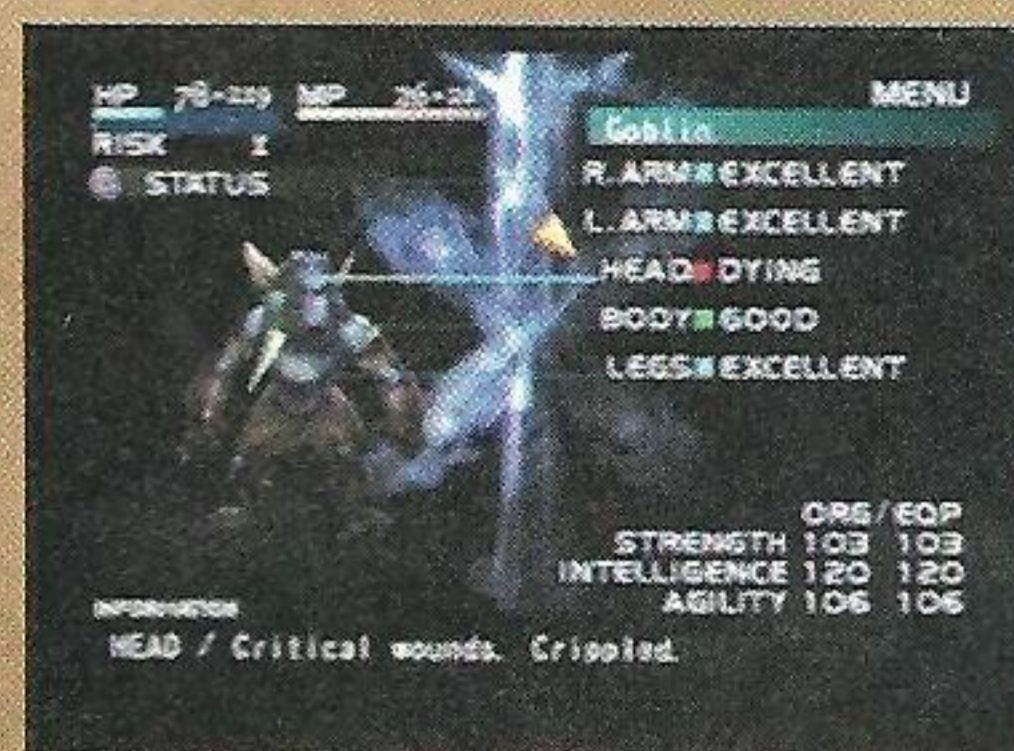 HP MP MENU
RISK 1
STATUS
Goblin
R.ARM EXCELLENT
L.ARM EXCELLENT
HEAD DYING
BODY GOOD
LEGS EXCELLENT
ORG/EQP
STRENGTH 103 103
INTELLIGENCE 120 120
AGILITY 106 106
INFORMATION
HEAD / Critical wounds. Crippled.